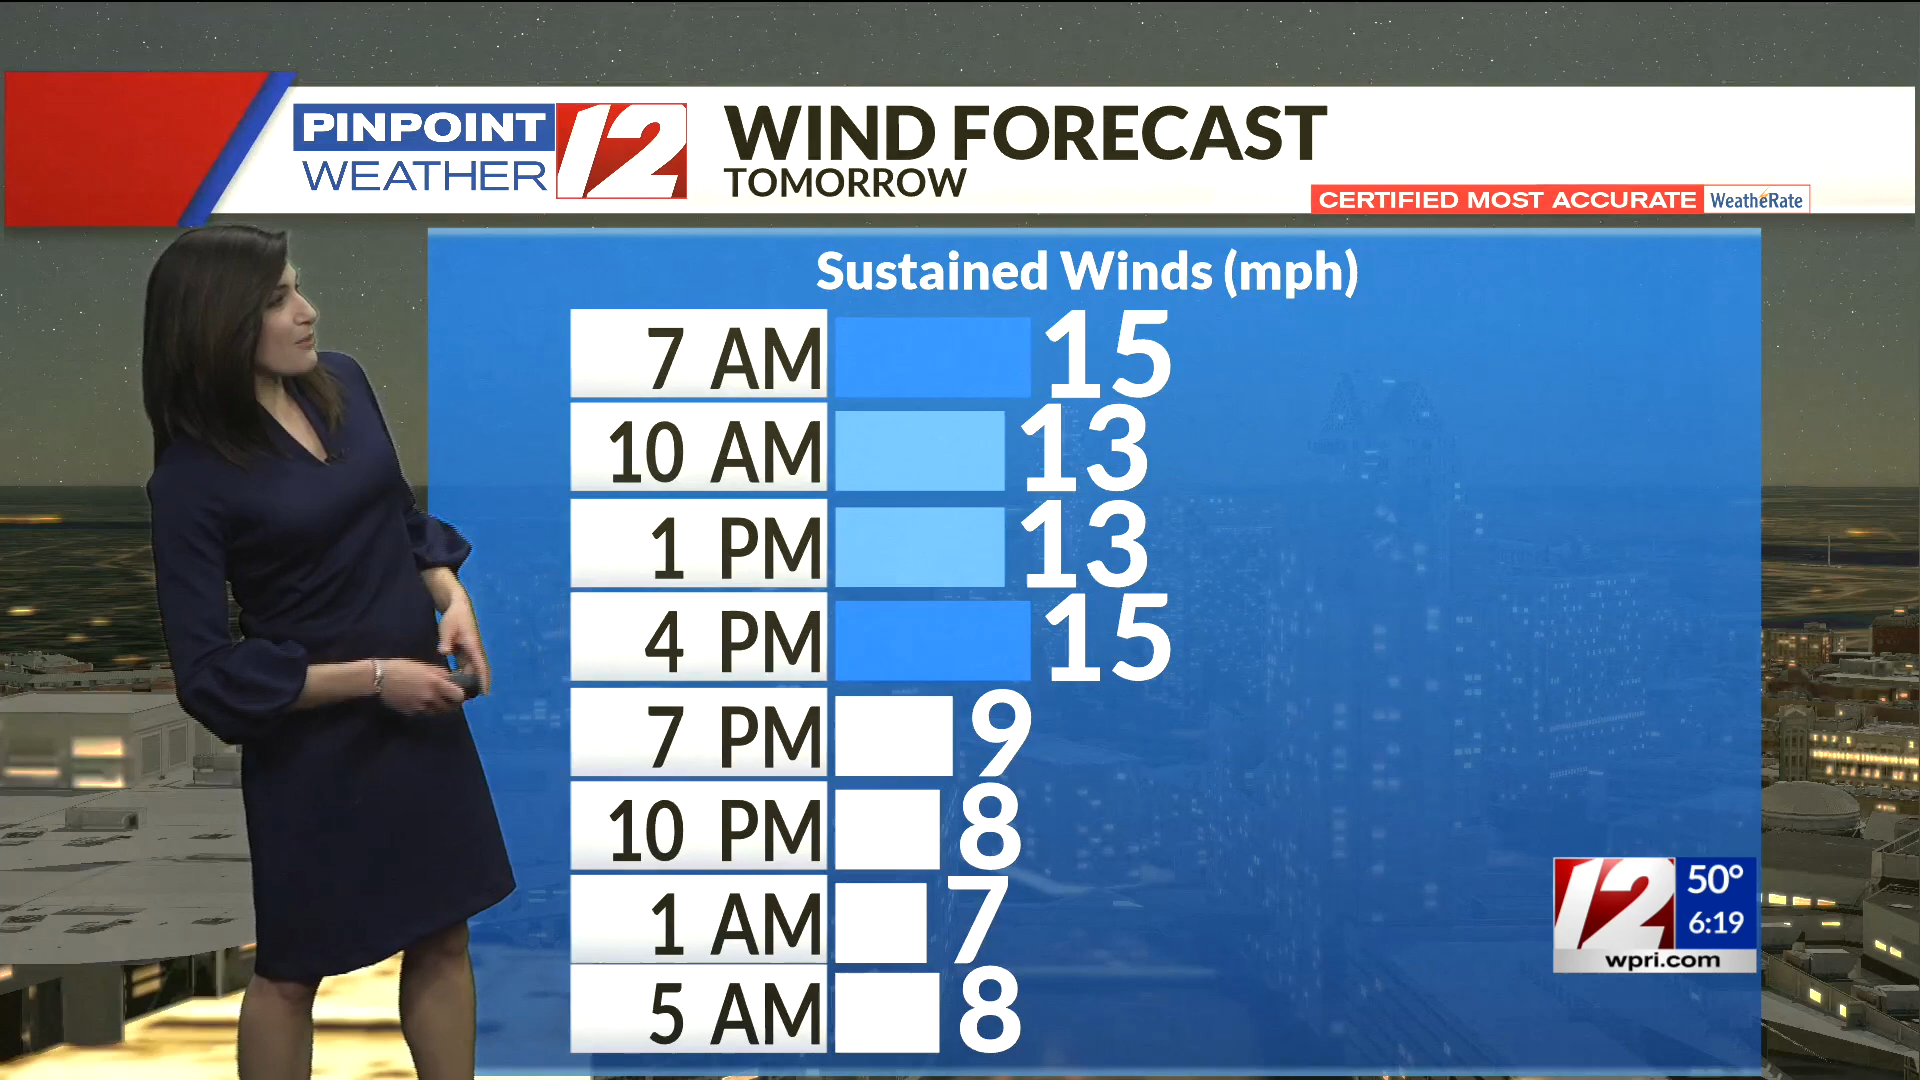 PINPOINT
WEATHER
12
WIND FORECAST
TOMORROW
CERTIFIED MOST ACCURATE WeatheRate
Sustained Winds (mph)
7 AM 15
10 AM 13
1 PM 13
4 PM 15
7 PM 9
10 PM 8
1 AM 7
5 AM 8
12
50°
6:19
wpri.com